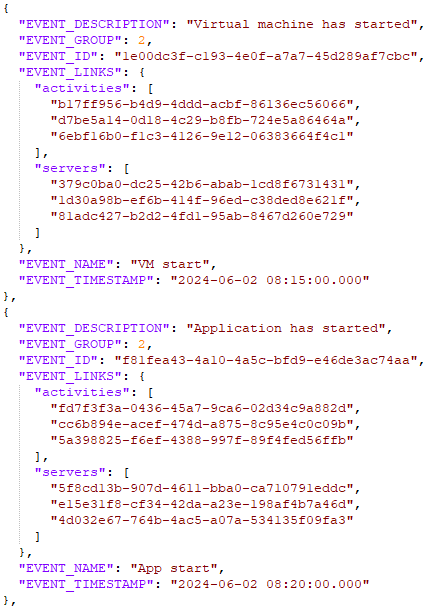 {
  "EVENT_DESCRIPTION": "Virtual machine has started",
  "EVENT_GROUP": 2,
  "EVENT_ID": "1e00dc3f-c193-4e0f-a7a7-45d289af7cbc",
  "EVENT_LINKS": {
    "activities": [
      "b17ff956-b4d9-4ddd-acbf-86136ec56066",
      "d7be5a14-0d18-4c29-b8fb-724e5a86464a",
      "6ebf16b0-f1c3-4126-9e12-06383664f4c1"
    ],
    "servers": [
      "379c0ba0-dc25-42b6-abab-1cd8f6731431",
      "1d30a98b-ef6b-414f-96ed-c38ded8e621f",
      "81adc427-b2d2-4fd1-95ab-8467d260e729"
    ]
  },
  "EVENT_NAME": "VM start",
  "EVENT_TIMESTAMP": "2024-06-02 08:15:00.000"
},
{
  "EVENT_DESCRIPTION": "Application has started",
  "EVENT_GROUP": 2,
  "EVENT_ID": "f81fea43-4a10-4a5c-bfd9-e46de3ac74aa",
  "EVENT_LINKS": {
    "activities": [
      "fd7f3f3a-0436-45a7-9ca6-02d34c9a882d",
      "cc6b894e-acef-474d-a875-8c95e4c0c09b",
      "5a398825-f6ef-4388-997f-89f4fed56ffb"
    ],
    "servers": [
      "5f8cd13b-907d-4611-bba0-ca710791eddc",
      "e15e31f8-cf34-42da-a23e-198af4b7a46d",
      "4d032e67-764b-4ac5-a07a-534135f09fa3"
    ]
  },
  "EVENT_NAME": "App start",
  "EVENT_TIMESTAMP": "2024-06-02 08:20:00.000"
},